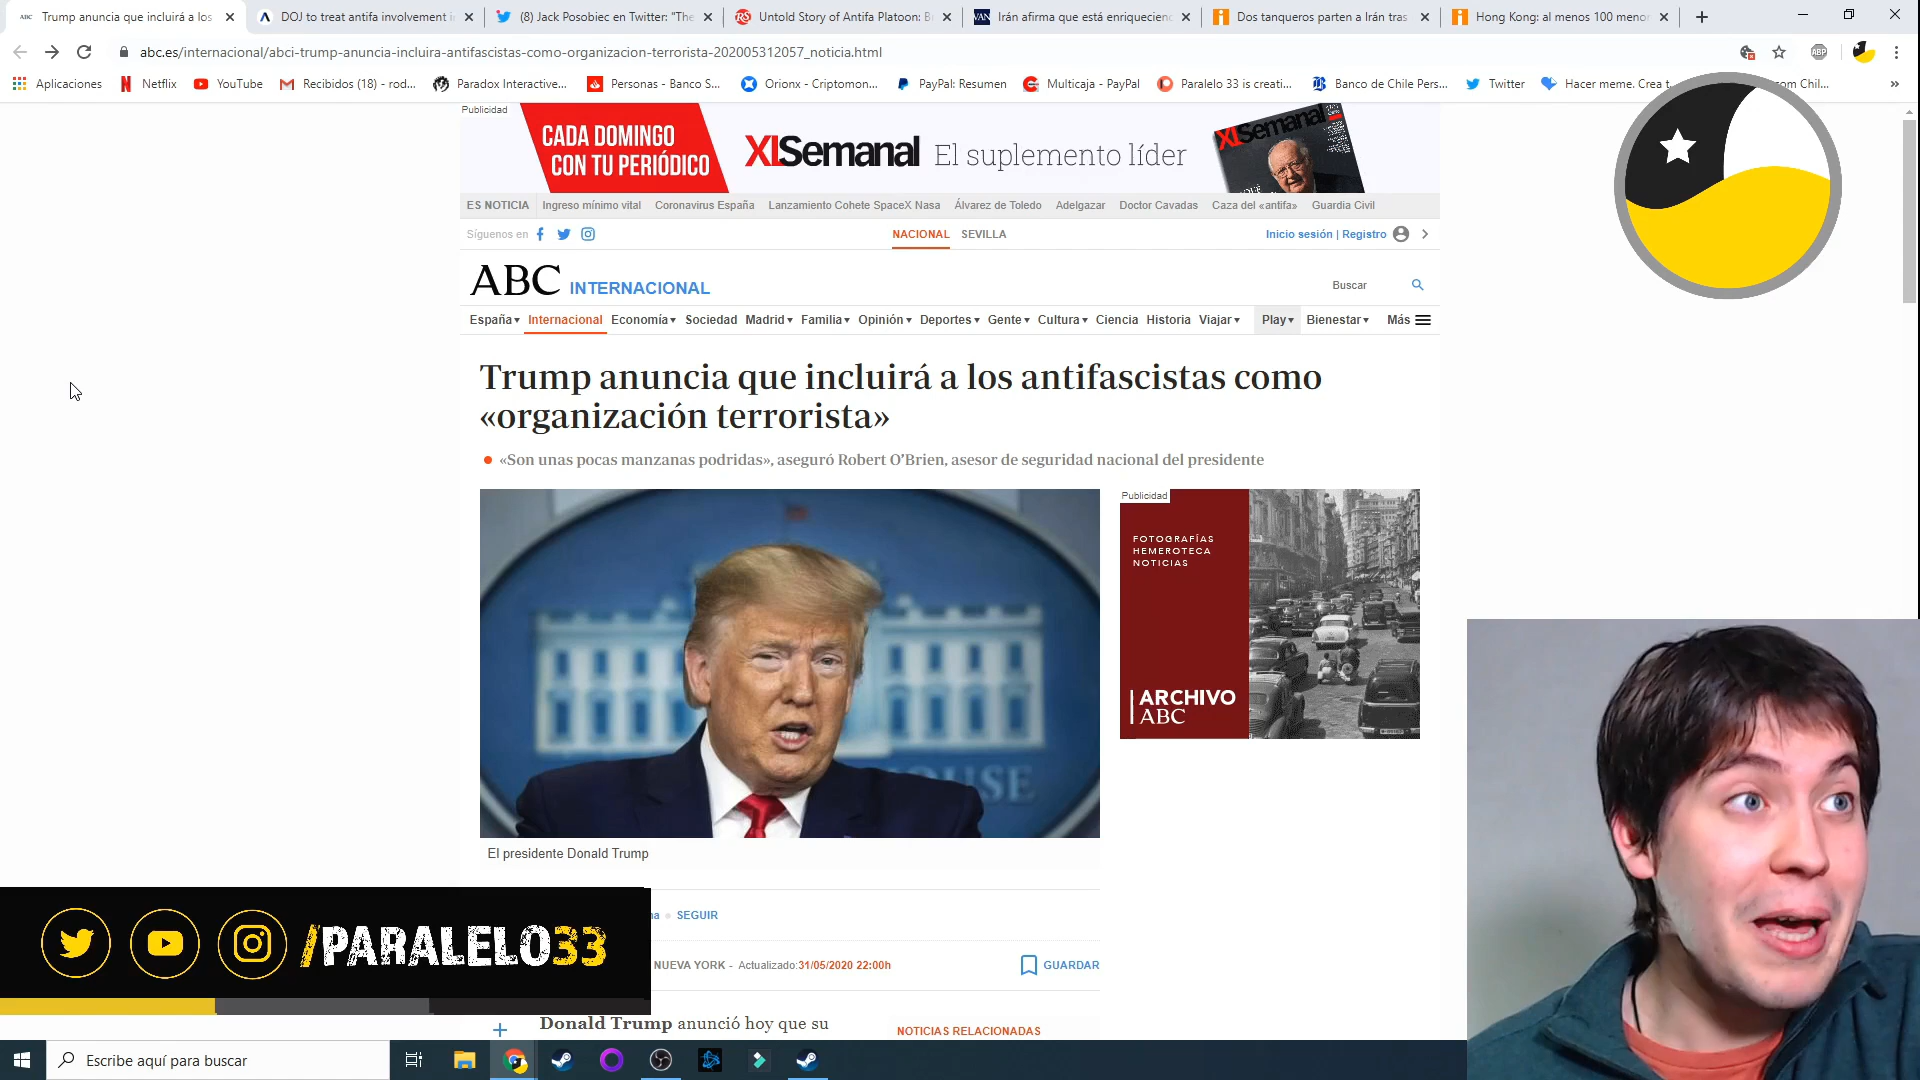 ABC Trump anuncia que incluirá a los
DOJ to treat antifa involvement i
(8) Jack Posobiec en Twitter: "The
Untold Story of Antifa Platoon: B
Irán afirma que está enriquecien
Dos tanqueros parten a Irán tras
Hong Kong: al menos 100 menor
abc.es/internacional/abci-trump-anuncia-incluira-antifascistas-como-organizacion-terrorista-202005312057_noticia.html
ABP
Aplicaciones
Netflix
YouTube
Recibidos (18) - rod...
Paradox Interactive...
Personas - Banco S...
Orionx - Criptomon...
PayPal: Resumen
Multicaja - PayPal
Paralelo 33 is creati...
Banco de Chile Pers...
Twitter
Hacer meme. Crea t
om Chil...
»
Publicidad
CADA DOMINGO
CON TU PERIÓDICO
XLSemanal El suplemento líder
XLSemanal
ES NOTICIA Ingreso mínimo vital Coronavirus España Lanzamiento Cohete SpaceX Nasa Álvarez de Toledo Adelgazar Doctor Cavadas Caza del «antifa» Guardia Civil
Síguenos en
NACIONAL SEVILLA
Inicio sesión | Registro
ABC INTERNACIONAL
Buscar
España Internacional Economía Sociedad Madrid Familia Opinión Deportes Gente Cultura Ciencia Historia Viajar Play Bienestar Más
Trump anuncia que incluirá a los antifascistas como
«organización terrorista»
«Son unas pocas manzanas podridas», aseguró Robert O'Brien, asesor de seguridad nacional del presidente
Publicidad
FOTOGRAFÍAS
HEMEROTECA
NOTICIAS
ARCHIVO
ABC
El presidente Donald Trump
na SEGUIR
NUEVA YORK - Actualizado:31/05/2020 22:00h
GUARDAR
/PARALELO33
Donald Trump anunció hoy que su
NOTICIAS RELACIONADAS
Escribe aquí para buscar